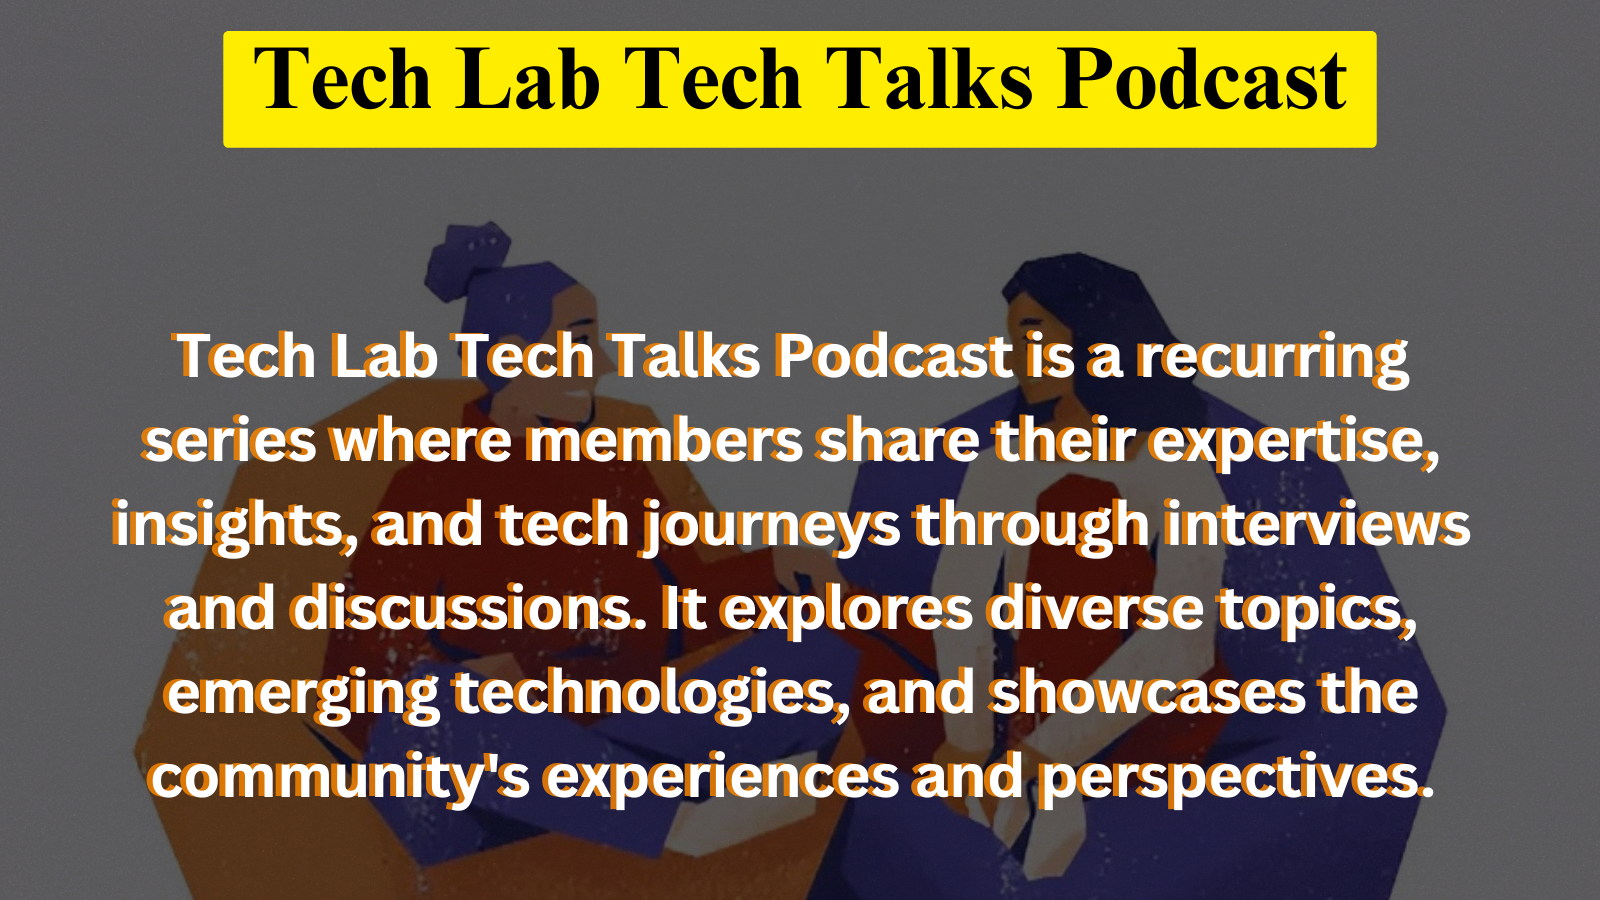 Tech Lab Tech Talks Podcast
Tech Lab Tech Talks Podcast is a recurring
series where members share their expertise,
insights, and tech journeys through interviews
and discussions. It explores diverse topics,
emerging technologies, and showcases the
community's experiences and perspectives.